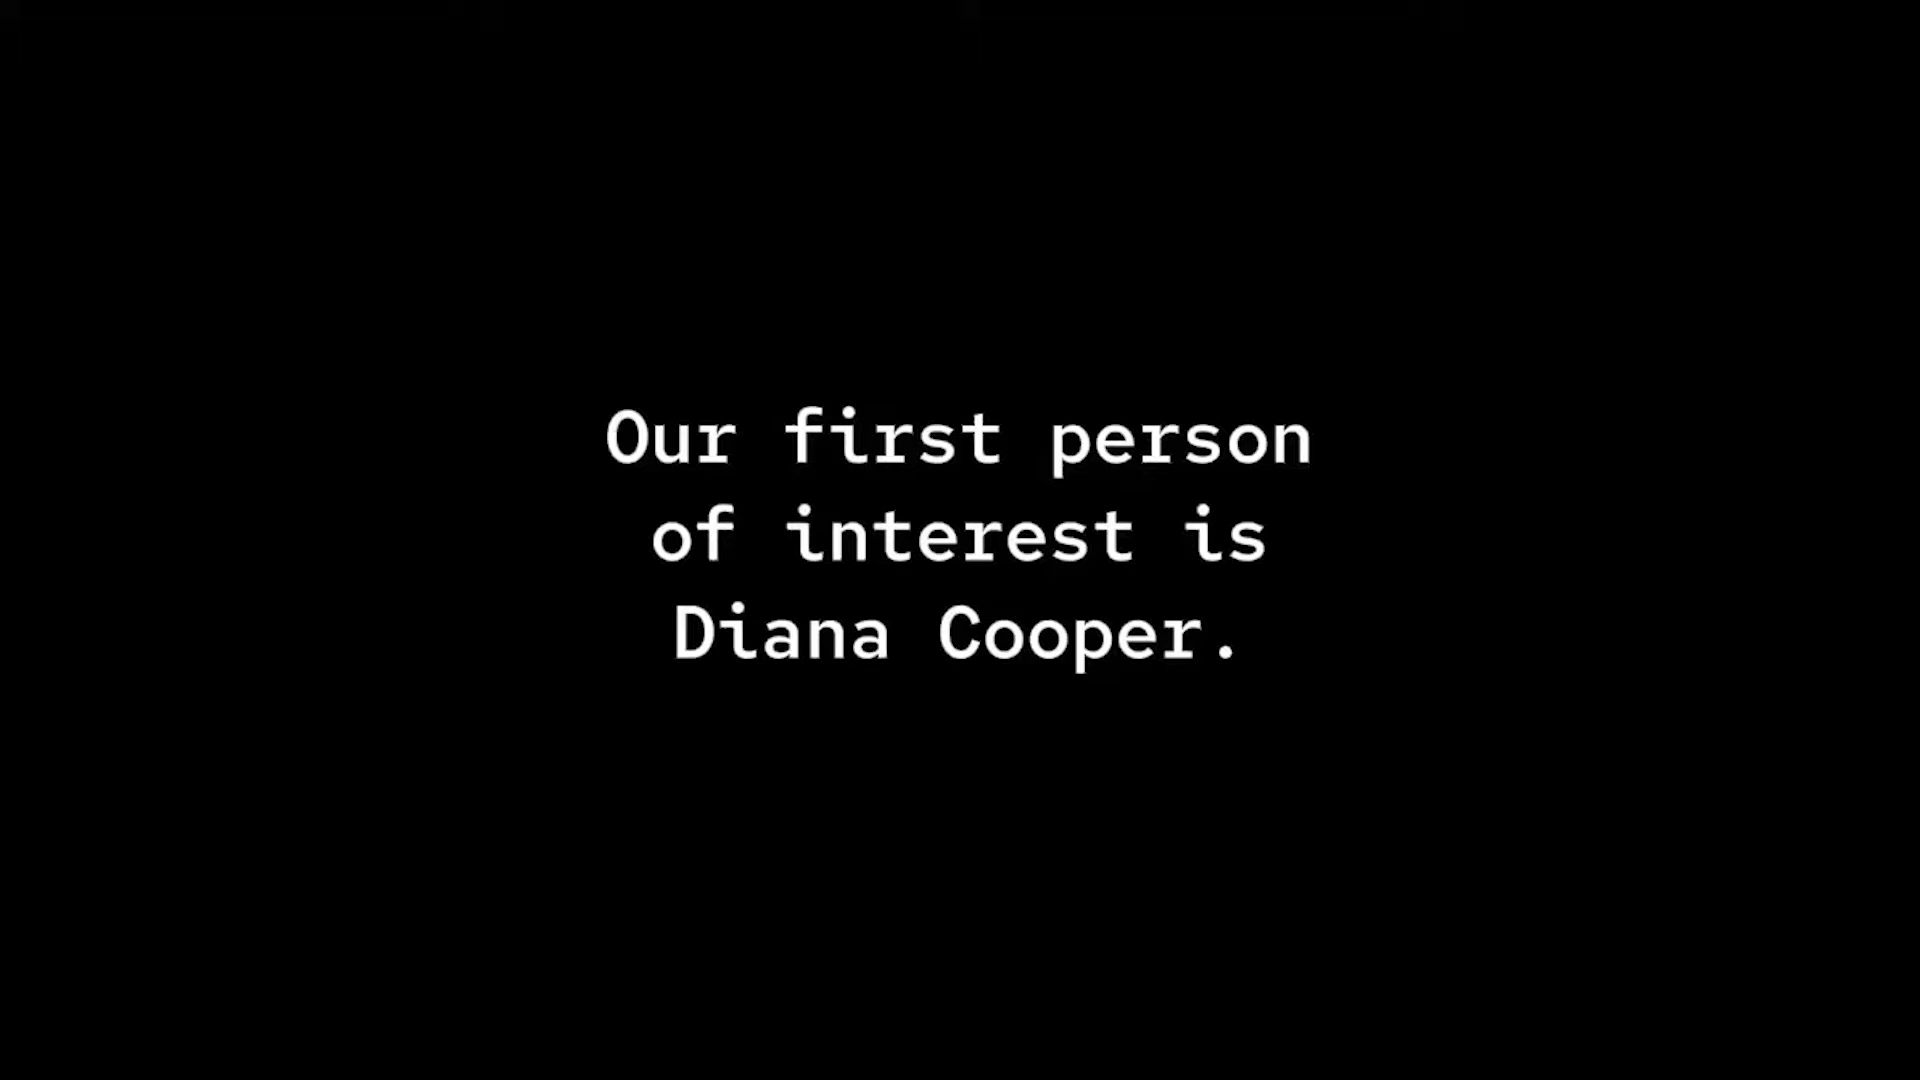 Our first person
of interest is
Diana Cooper.